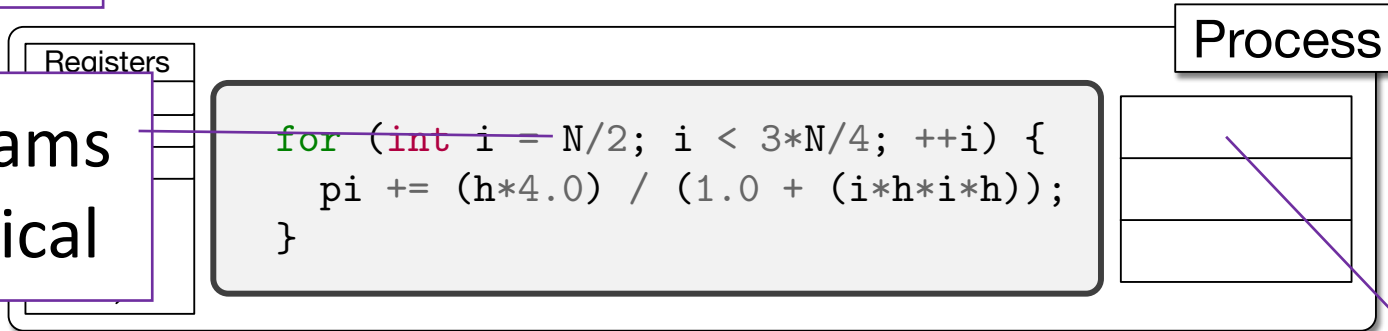 Process
Registers
ams
ical
for (int i = N/2; i < 3*N/4; ++i) {
pi += (h*4.0) / (1.0 + (i*h*i*h));
}